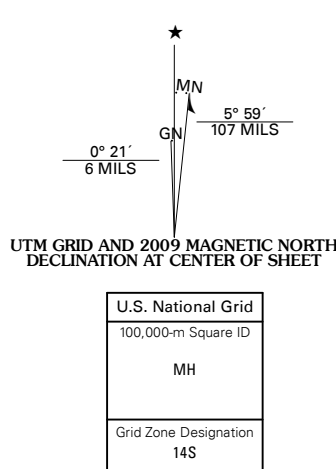 ★
MN
GN
5° 59´
107 MILS
0° 21´
6 MILS
UTM GRID AND 2009 MAGNETIC NORTH
DECLINATION AT CENTER OF SHEET
U.S. National Grid
100,000-m Square ID
MH
Grid Zone Designation
14S